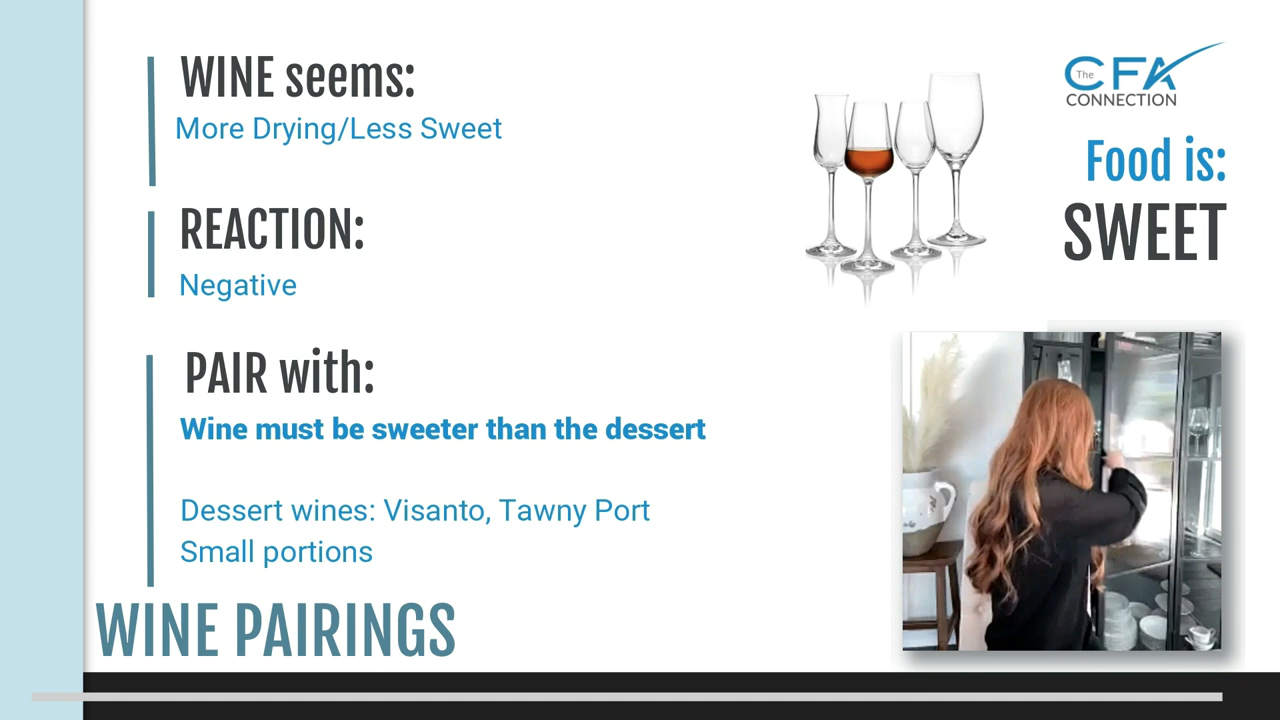 WINE seems:
More Drying/Less Sweet
REACTION:
Negative
PAIR with:
Wine must be sweeter than the dessert
Dessert wines: Visanto, Tawny Port
Small portions
WINE PAIRINGS
The CFA
CONNECTION
Food is:
SWEET